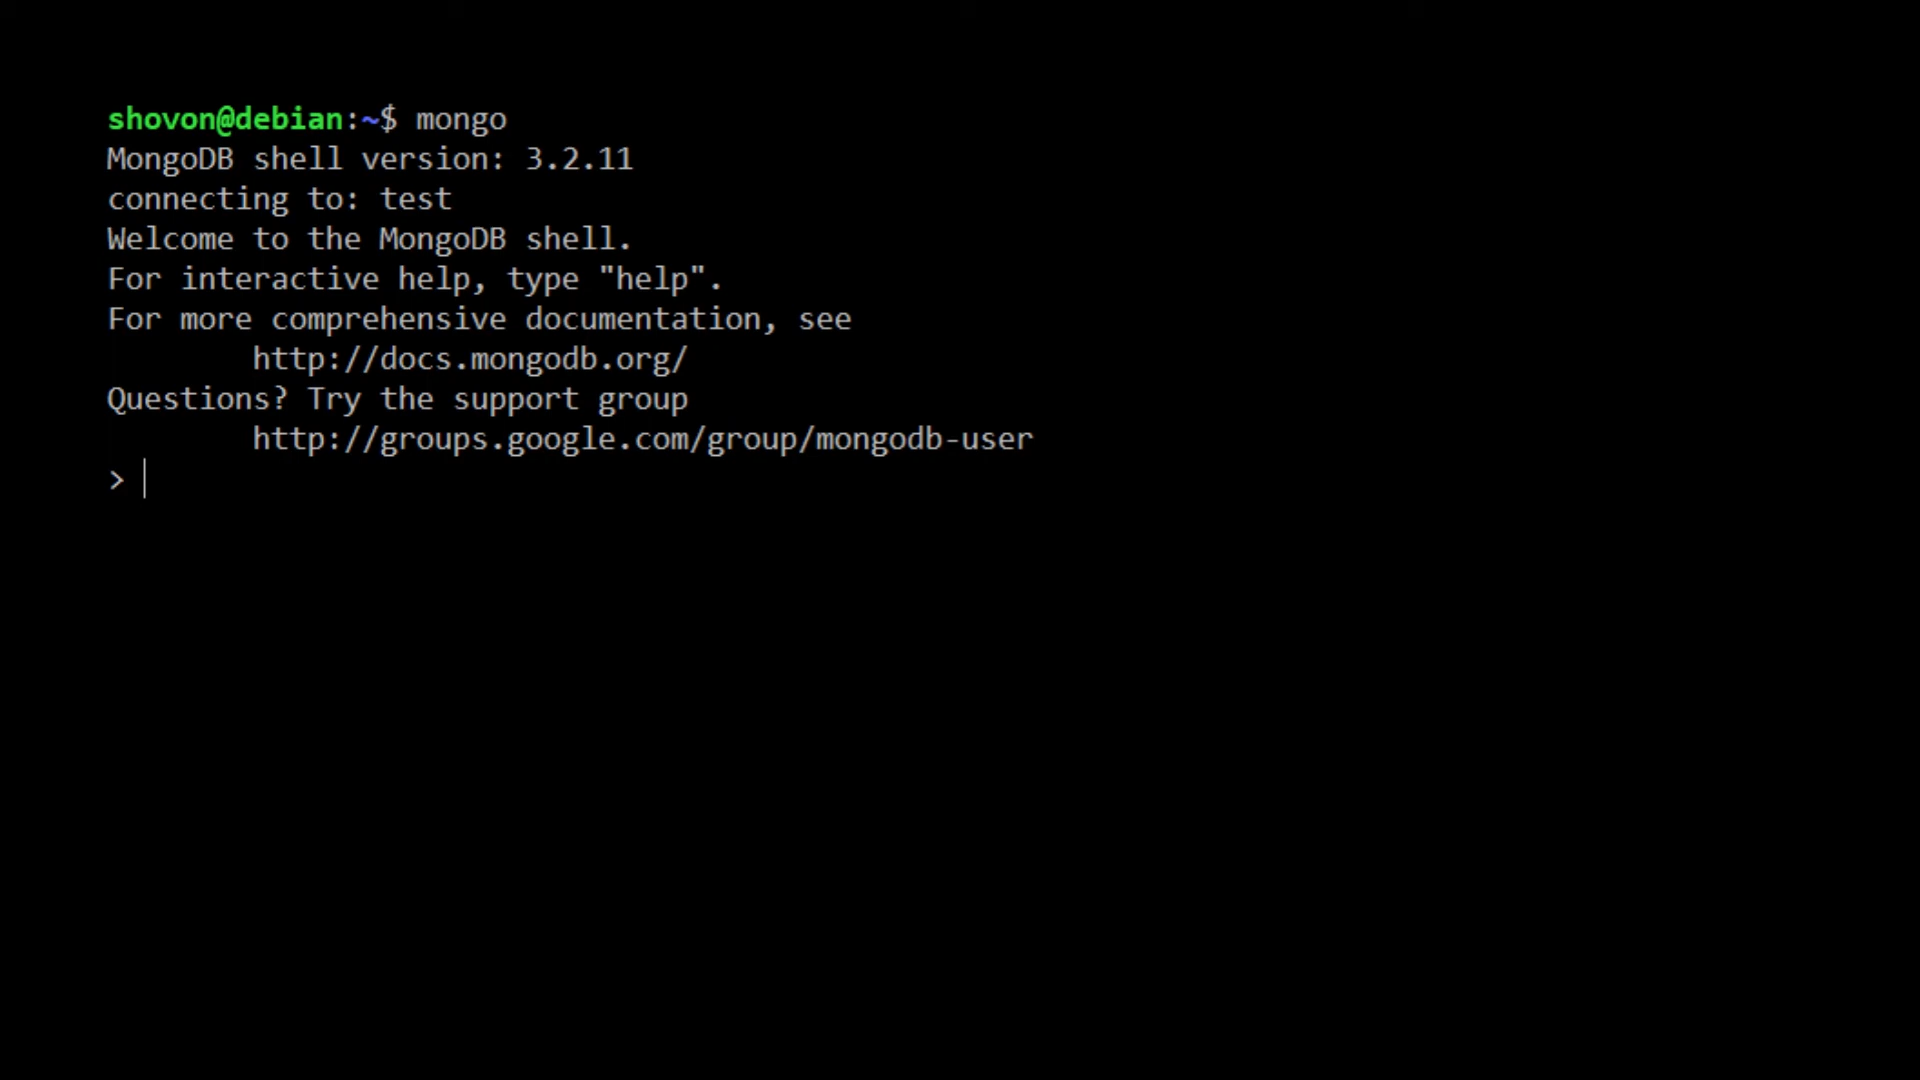 shovon@debian:~$ mongo
MongoDB shell version: 3.2.11
connecting to: test
Welcome to the MongoDB shell.
For interactive help, type "help".
For more comprehensive documentation, see
http://docs.mongodb.org/
Questions? Try the support group
http://groups.google.com/group/mongodb-user
>